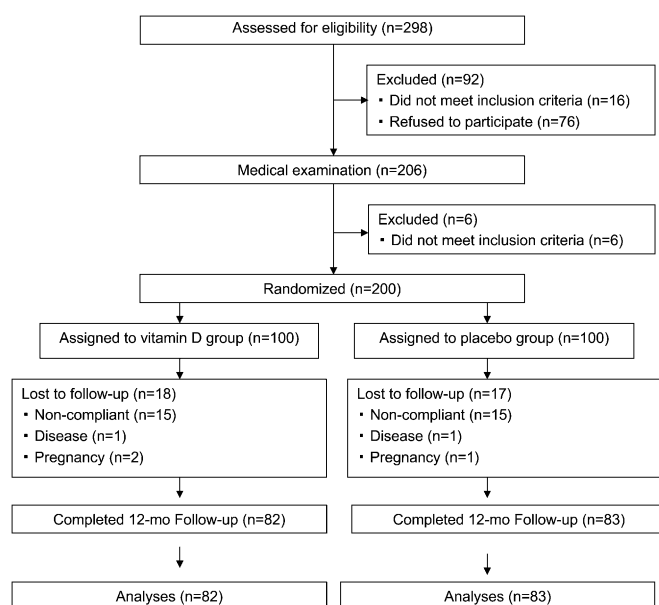 Assessed for eligibility (n=298)
Excluded (n=92)
▪ Did not meet inclusion criteria (n=16)
▪ Refused to participate (n=76)
Medical examination (n=206)
Excluded (n=6)
▪ Did not meet inclusion criteria (n=6)
Randomized (n=200)
Assigned to vitamin D group (n=100)
Assigned to placebo group (n=100)
Lost to follow-up (n=18)
▪ Non-compliant (n=15)
▪ Disease (n=1)
▪ Pregnancy (n=2)
Lost to follow-up (n=17)
▪ Non-compliant (n=15)
▪ Disease (n=1)
▪ Pregnancy (n=1)
Completed 12-mo Follow-up (n=82)
Completed 12-mo Follow-up (n=83)
Analyses (n=82)
Analyses (n=83)